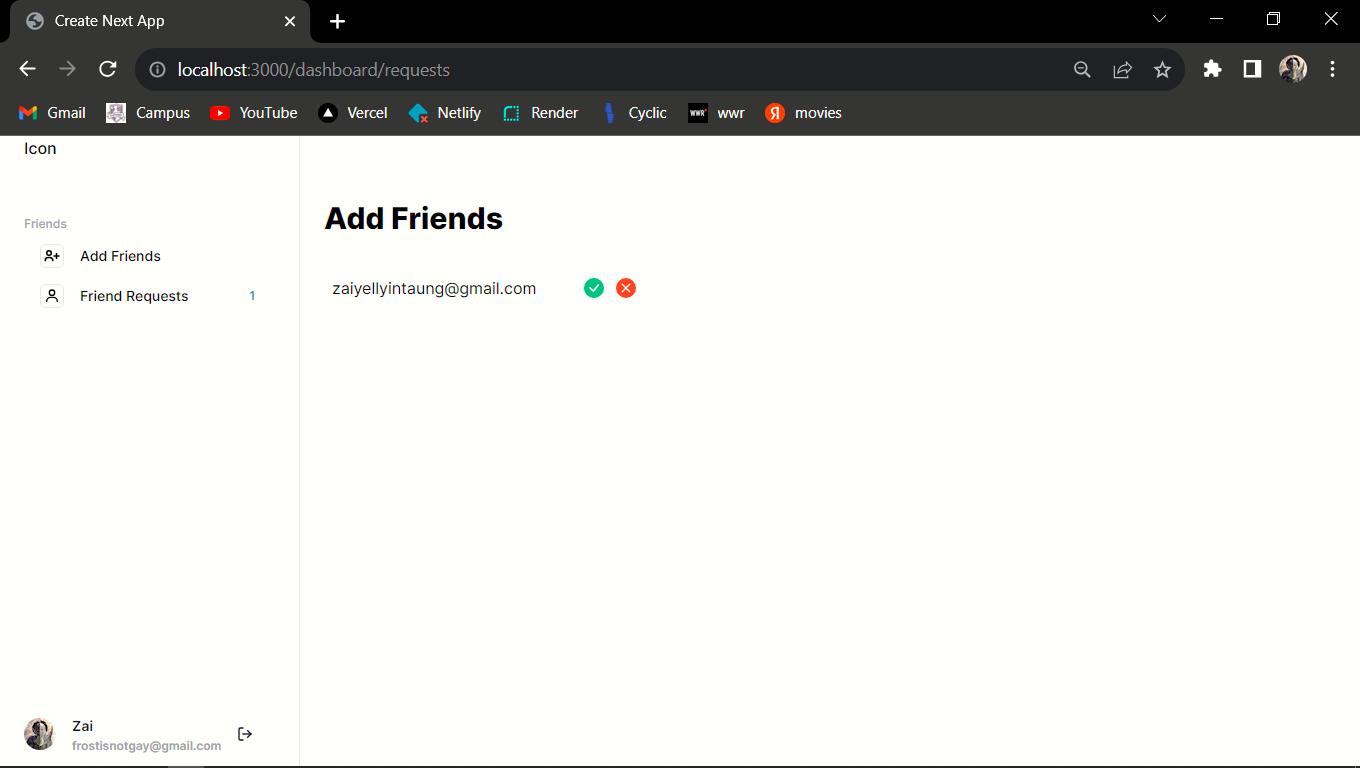 Create Next App
localhost:3000/dashboard/requests
Gmail Campus YouTube Vercel Netlify Render Cyclic WWR wwr Я movies
Icon
Friends
Add Friends
Friend Requests 1
Add Friends
zaiyellyintaung@gmail.com
Zai
frostisnotgay@gmail.com